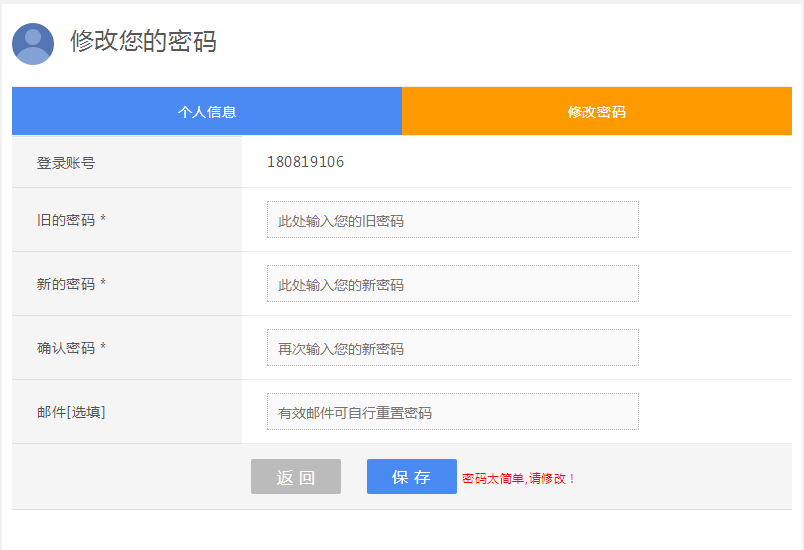 修改您的密码
个人信息 修改密码
登录账号 180819106
旧的密码 * 此处输入您的旧密码
新的密码 * 此处输入您的新密码
确认密码 * 再次输入您的新密码
邮件[选填] 有效邮件可自行重置密码
返 回 保 存 密码太简单,请修改！